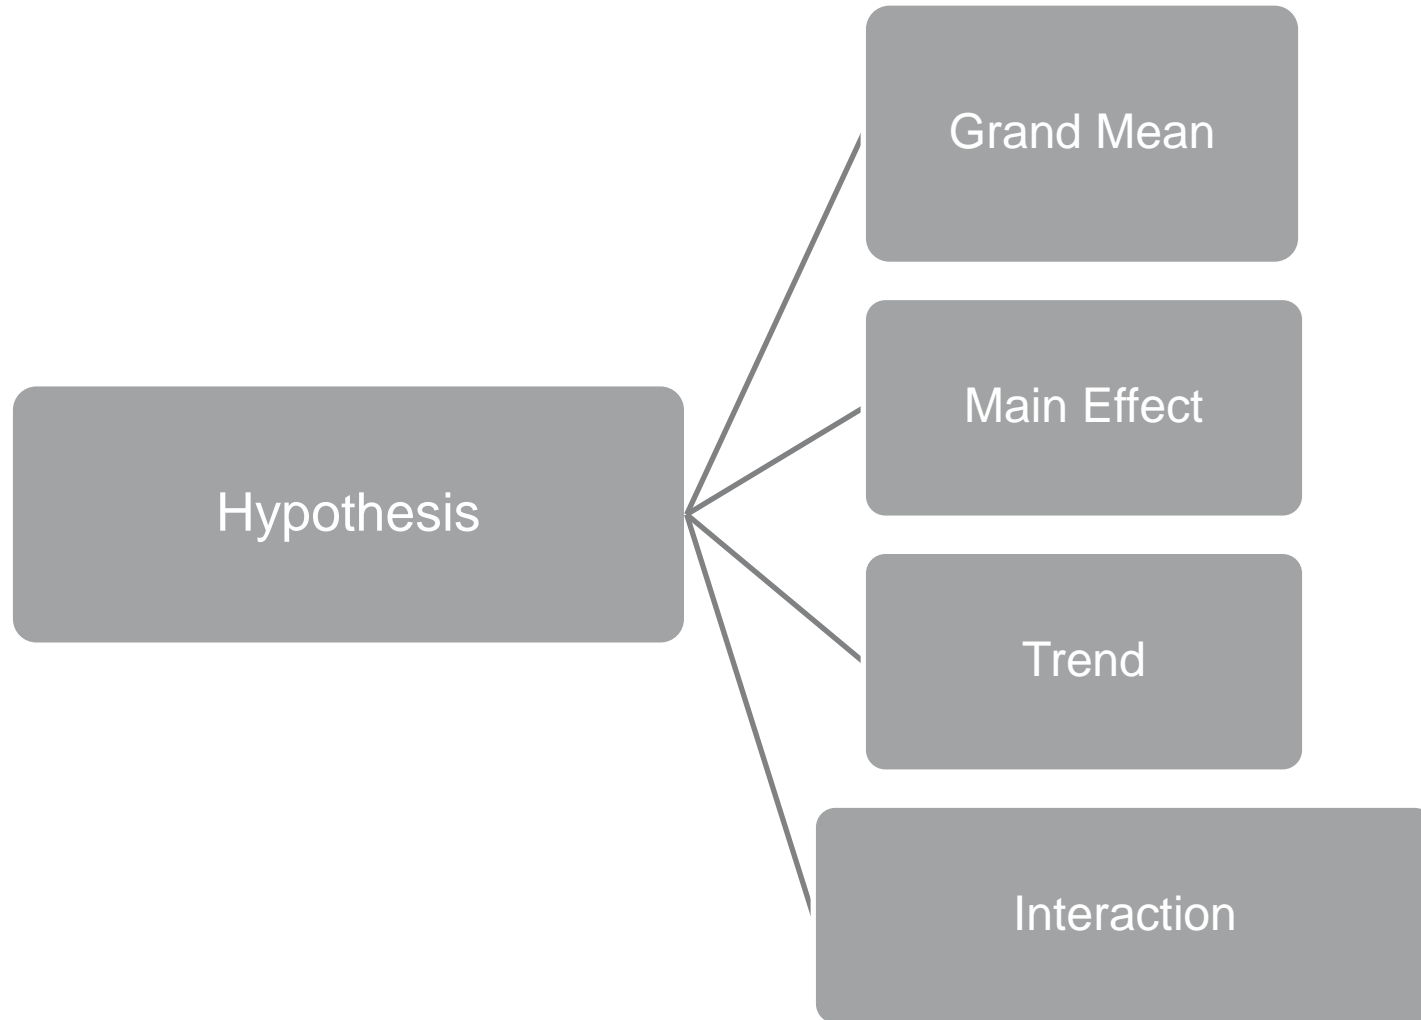 Grand Mean
Main Effect
Hypothesis
Trend
Interaction